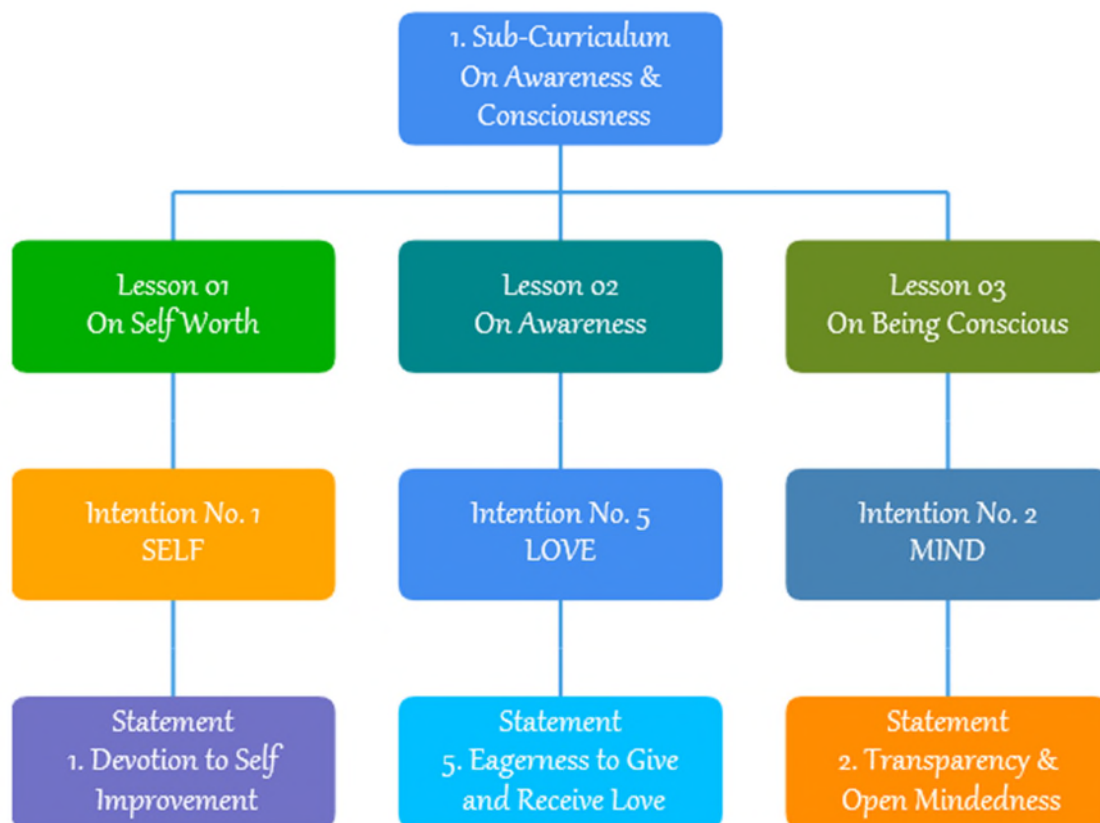 1. Sub-Curriculum
On Awareness &
Consciousness
Lesson 01
On Self Worth
Lesson 02
On Awareness
Lesson 03
On Being Conscious
Intention No. 1
SELF
Intention No. 5
LOVE
Intention No. 2
MIND
Statement
1. Devotion to Self
Improvement
Statement
5. Eagerness to Give
and Receive Love
Statement
2. Transparency &
Open Mindedness